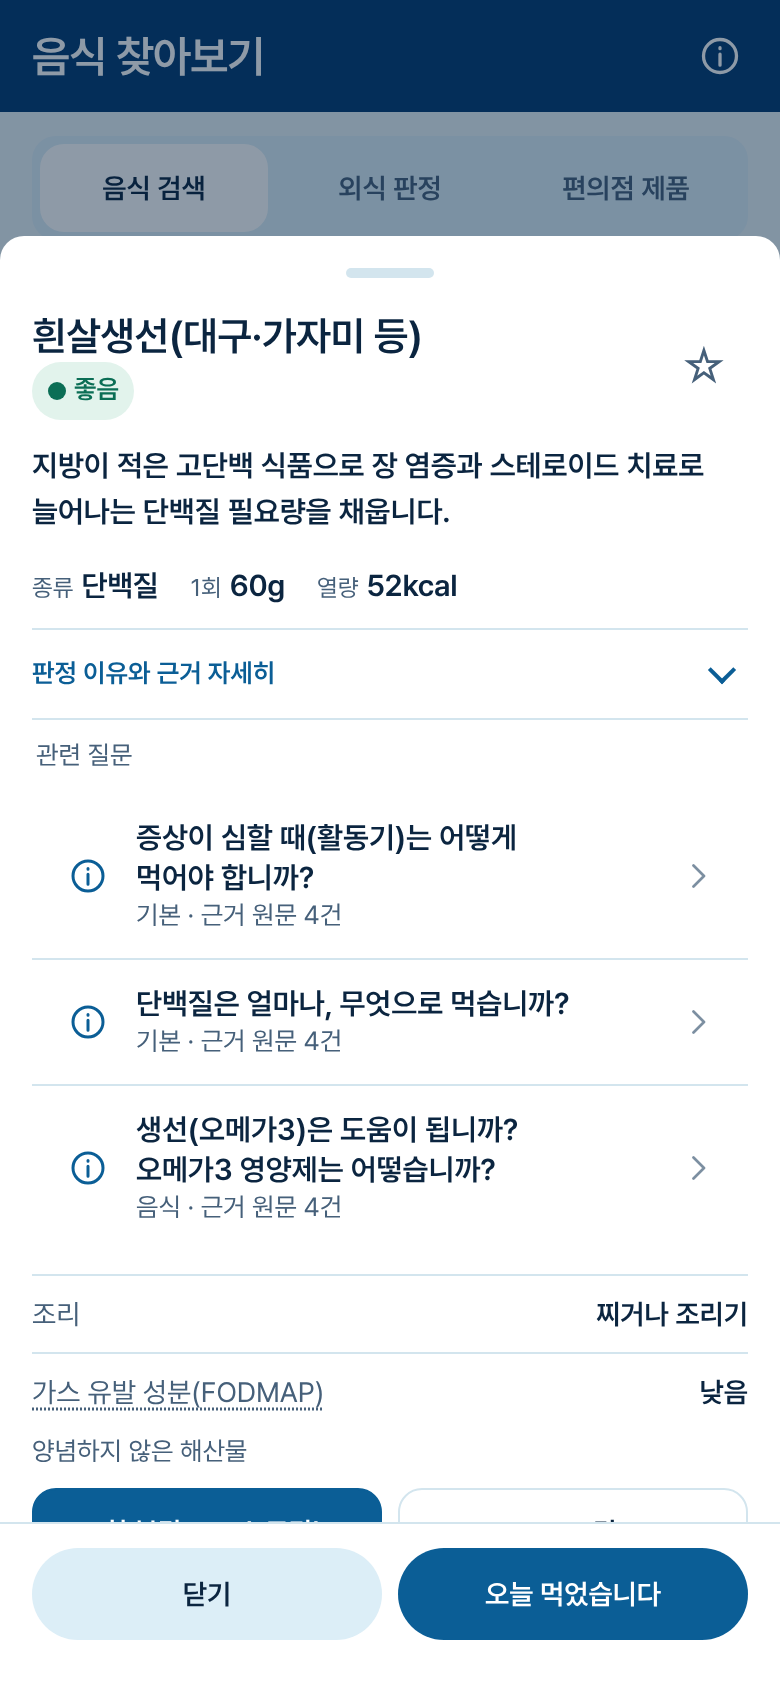 음식 찾아보기
음식 검색
외식 판정
편의점 제품
흰살생선(대구·가자미 등)
좋음
지방이 적은 고단백 식품으로 장 염증과 스테로이드 치료로
늘어나는 단백질 필요량을 채웁니다.
종류 단백질 1회 60g 열량 52kcal
판정 이유와 근거 자세히
관련 질문
증상이 심할 때(활동기)는 어떻게
먹어야 합니까?
기본 · 근거 원문 4건
단백질은 얼마나, 무엇으로 먹습니까?
기본 · 근거 원문 4건
생선(오메가3)은 도움이 됩니까?
오메가3 영양제는 어떻습니까?
음식 · 근거 원문 4건
조리 찌거나 조리기
가스 유발 성분(FODMAP) 낮음
양념하지 않은 해산물
닫기
오늘 먹었습니다